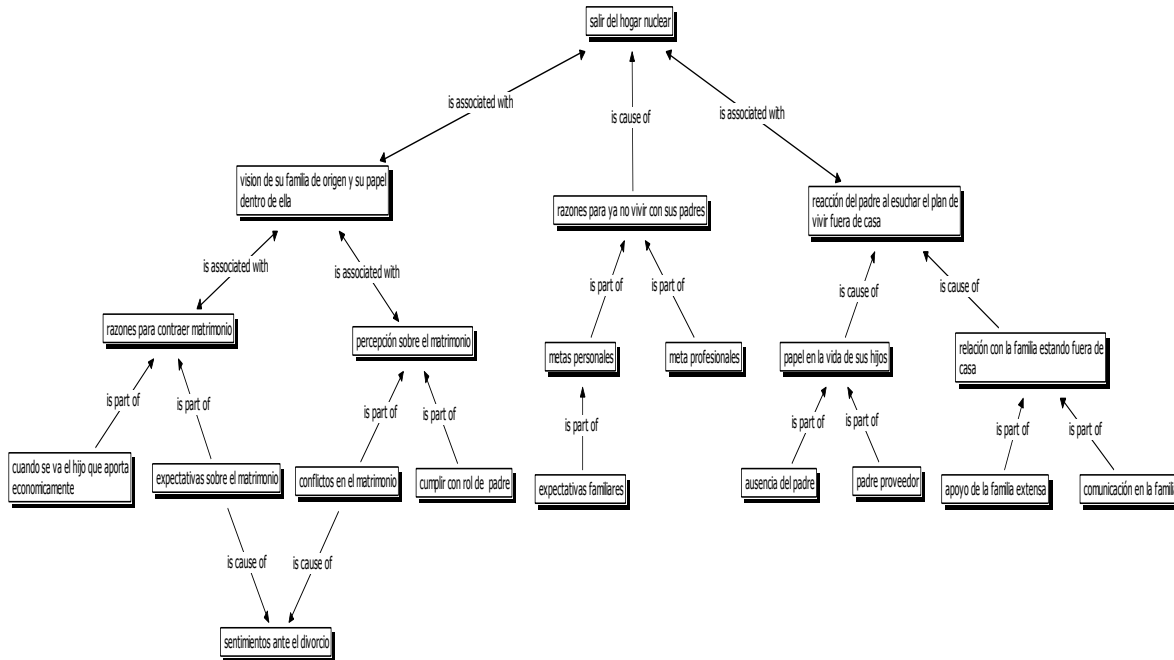 salir del hogar nuclear
is associated with
is cause of
is associated with
vision de su familia de origen y su papel
dentro de ella
razones para ya no vivir con sus padres
reacción del padre al esuchar el plan de
vivir fuera de casa
is associated with
is associated with
is part of
is part of
is cause of
is cause of
razones para contraer matrimonio
percepción sobre el matrimonio
metas personales
meta profesionales
papel en la vida de sus hijos
relación con la familia estando fuera de
casa
is part of
is part of
is part of
is part of
is part of
is part of
is part of
is part of
is part of
cuando se va el hijo que aporta
economicamente
expectativas sobre el matrimonio
conflictos en el matrimonio
cumplir con rol de padre
expectativas familiares
ausencia del padre
padre proveedor
apoyo de la familia extensa
comunicación en la familia
is cause of
is cause of
sentimientos ante el divorcio